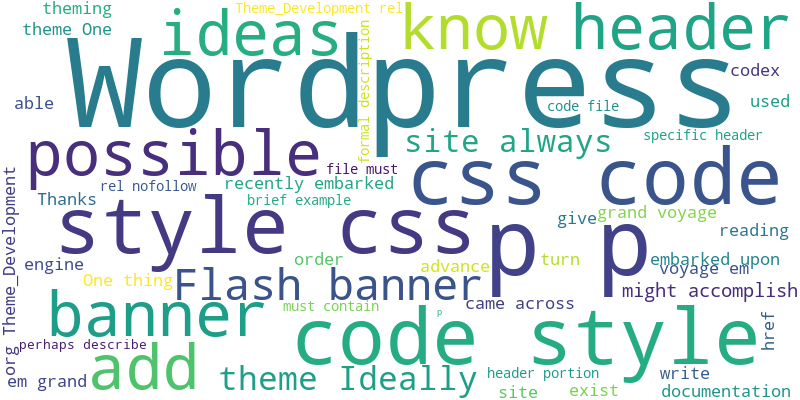 theming
Theme_Development rel
theme One
ideas
know
header
Wordpress
formal description
codex
able
code file
used
possible
site always
specific header
file must
css code
rel nofollow
recently embarked
Thanks
brief example
style css
p p
give
grand voyage
reading
org Theme_Development
engine
order
advance
turn
embarked upon
voyage em
One thing
Flash banner
might accomplish
banner
must contain
came across
p
code style
href
perhaps describe
add
em grand
theme Ideally
header portion
write
site
exist
documentation